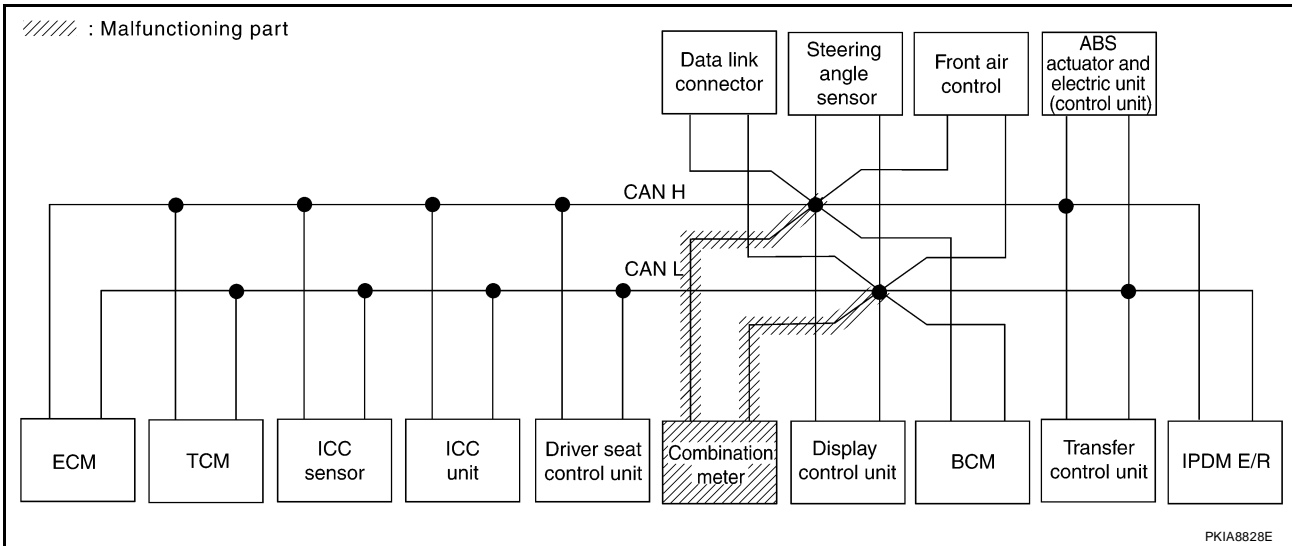 : Malfunctioning part
Data link
connector
Steering
angle
sensor
Front air
control
ABS
actuator and
electric unit
(control unit)
CAN H
CAN L
ECM
TCM
ICC
sensor
ICC
unit
Driver seat
control unit
Combination
meter
Display
control unit
BCM
Transfer
control unit
IPDM E/R
PKIA8828E